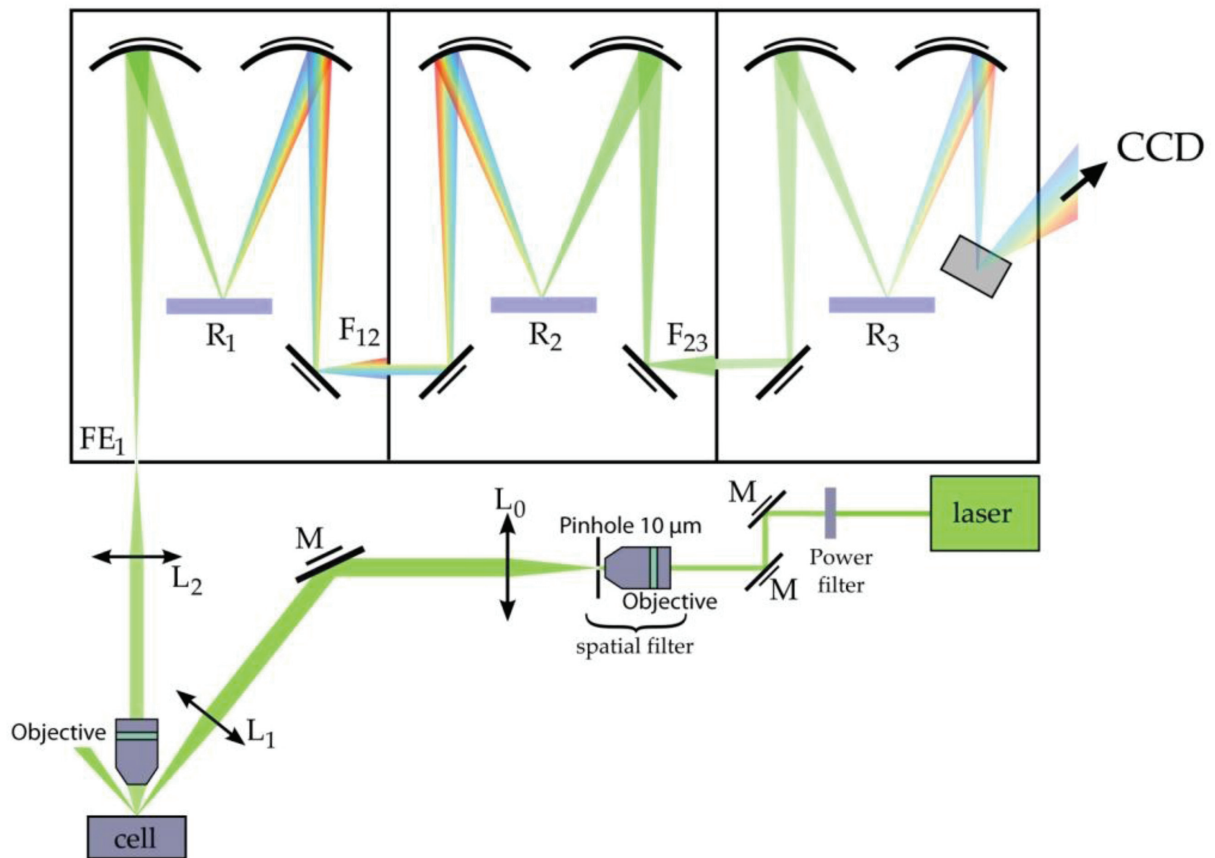 CCD
R₁
F₁₂
R₂
F₂₃
R₃
FE₁
L₀
M
laser
Pinhole 10 µm
M
L₂
Power
filter
M
Objective
spatial filter
L₁
Objective
cell